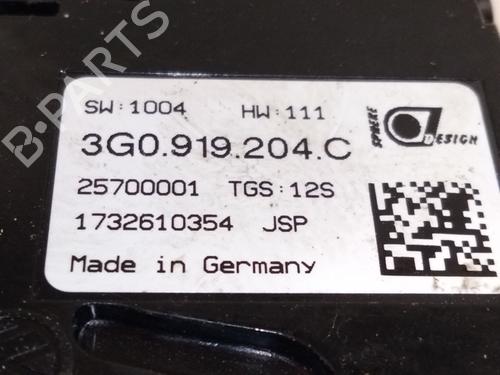 SW:1004 HW:111
3G0.919.204.C
SPHERE DESIGN
25700001 TGS:12S
1732610354 JSP
Made in Germany
B-PARTS